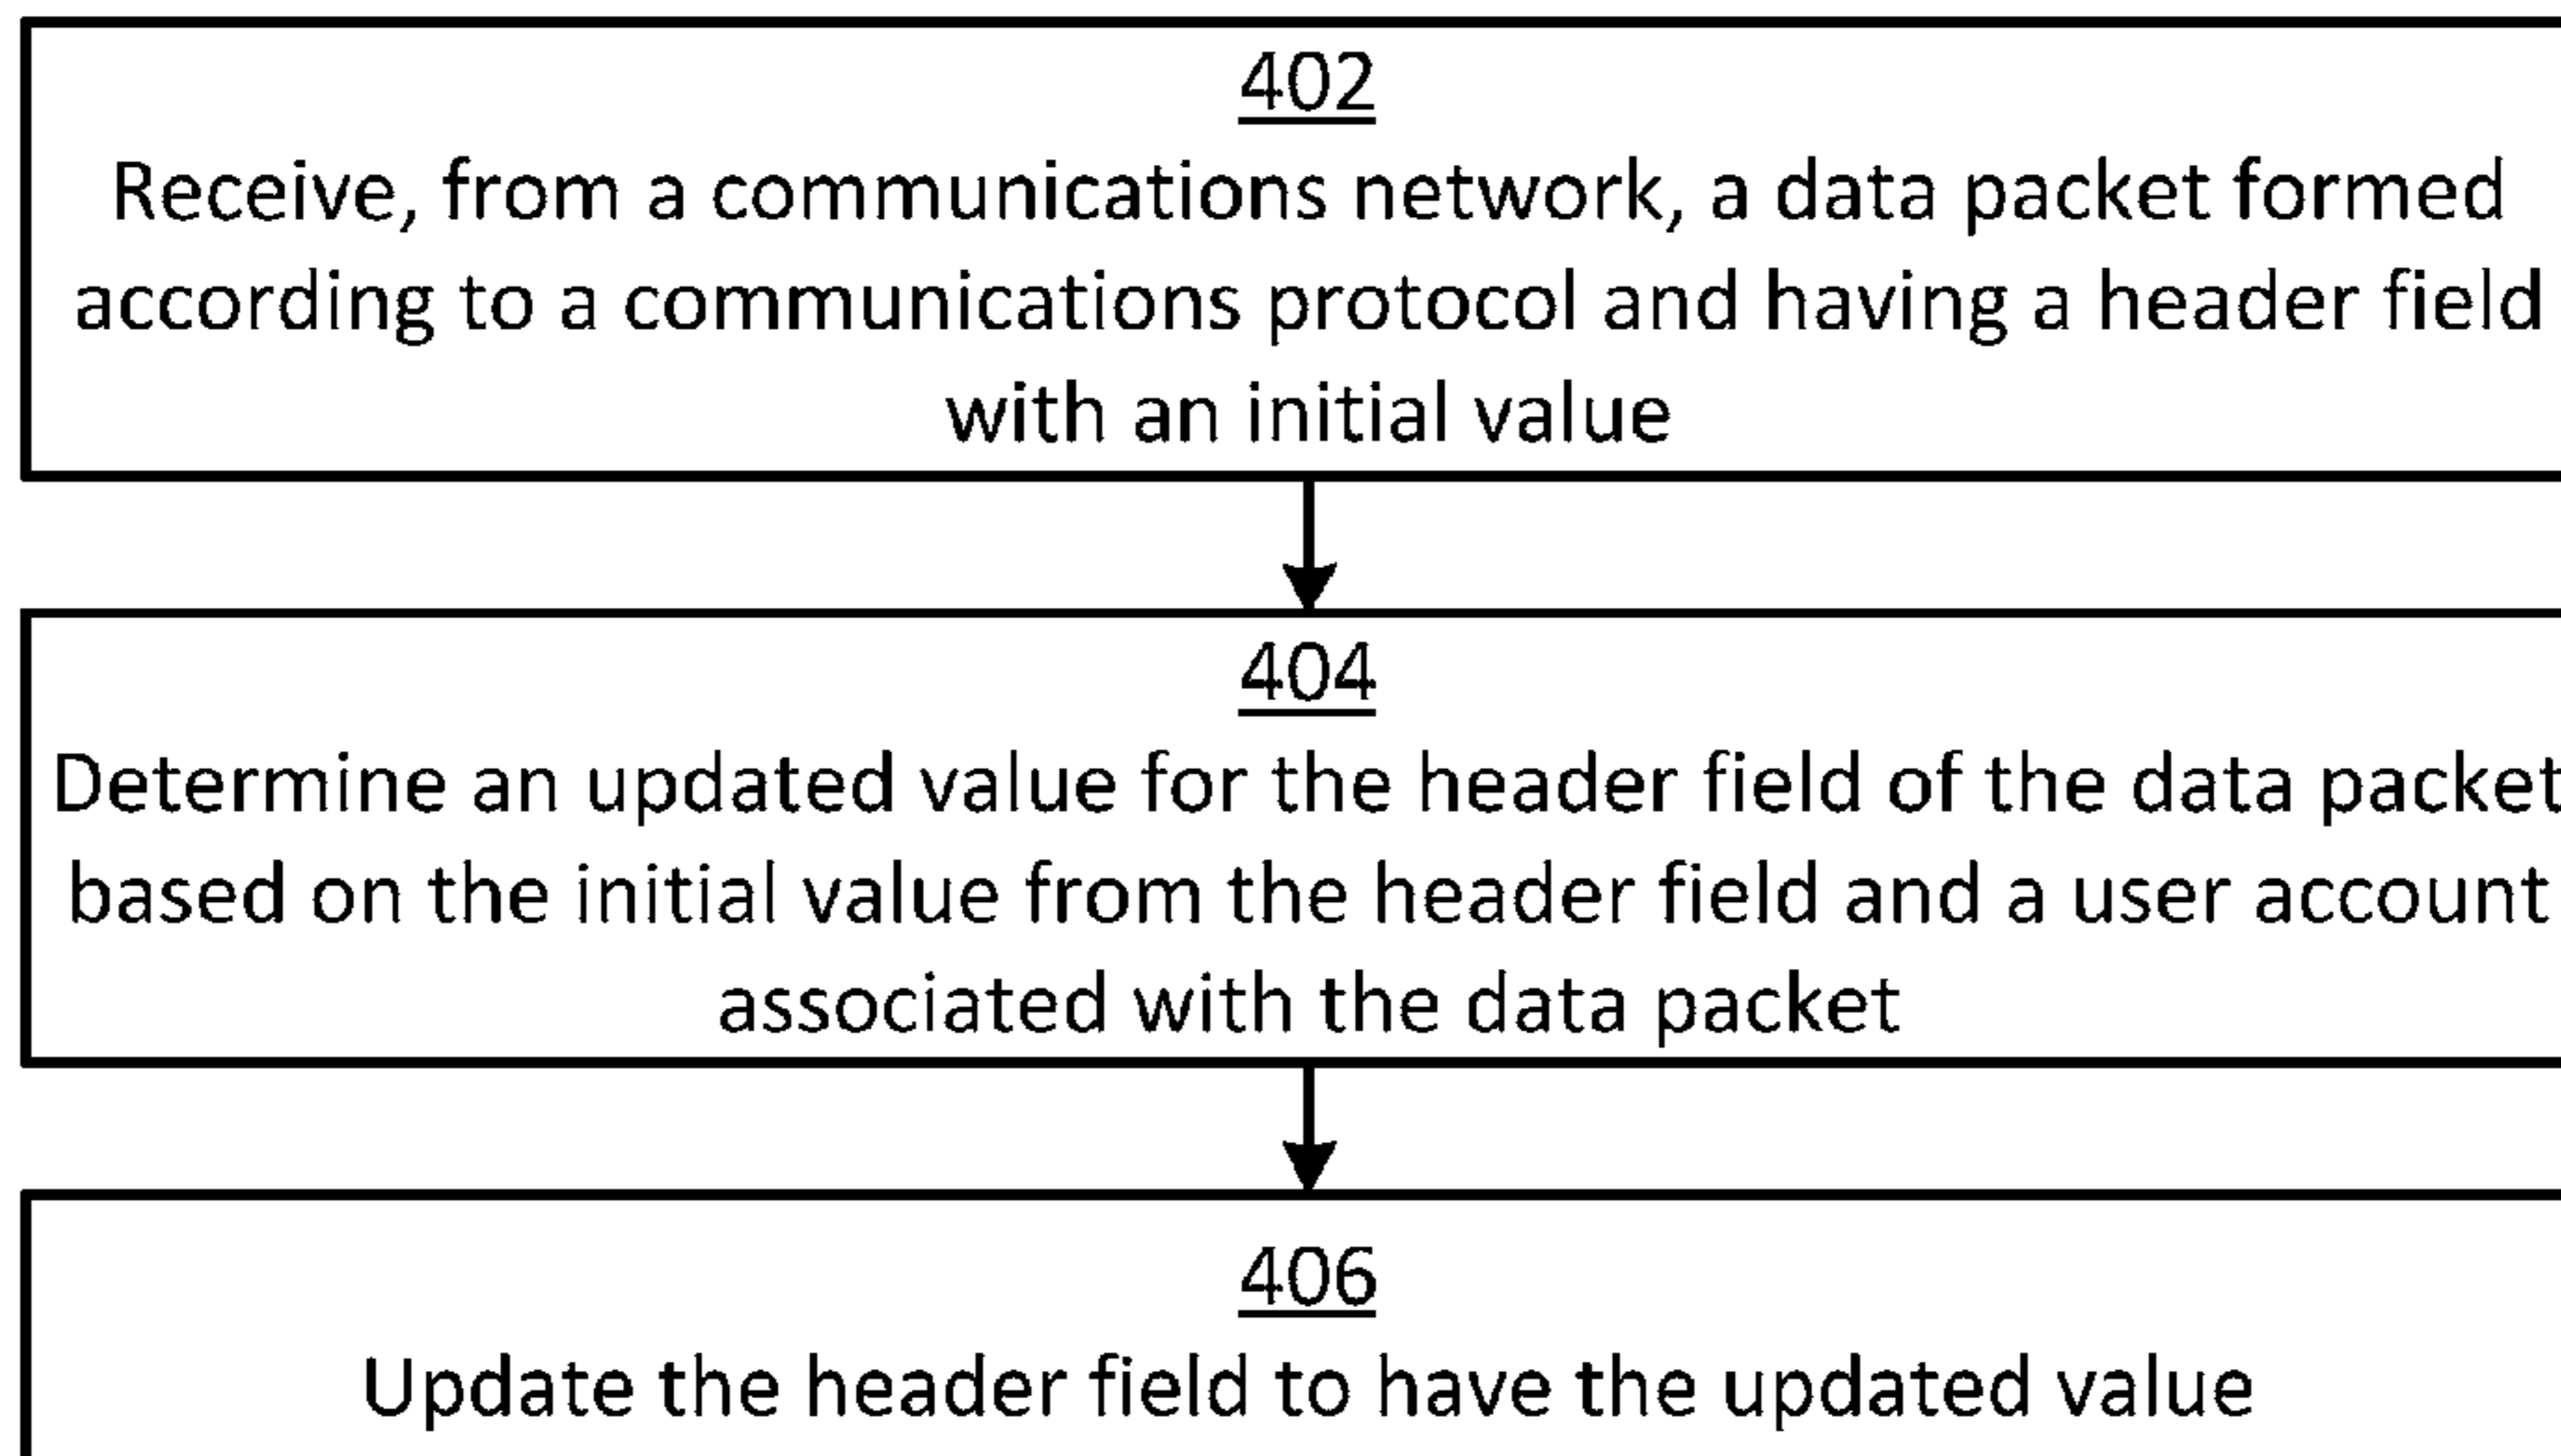 402
Receive, from a communications network, a data packet formed
according to a communications protocol and having a header field
with an initial value
404
Determine an updated value for the header field of the data packet
based on the initial value from the header field and a user account
associated with the data packet
406
Update the header field to have the updated value